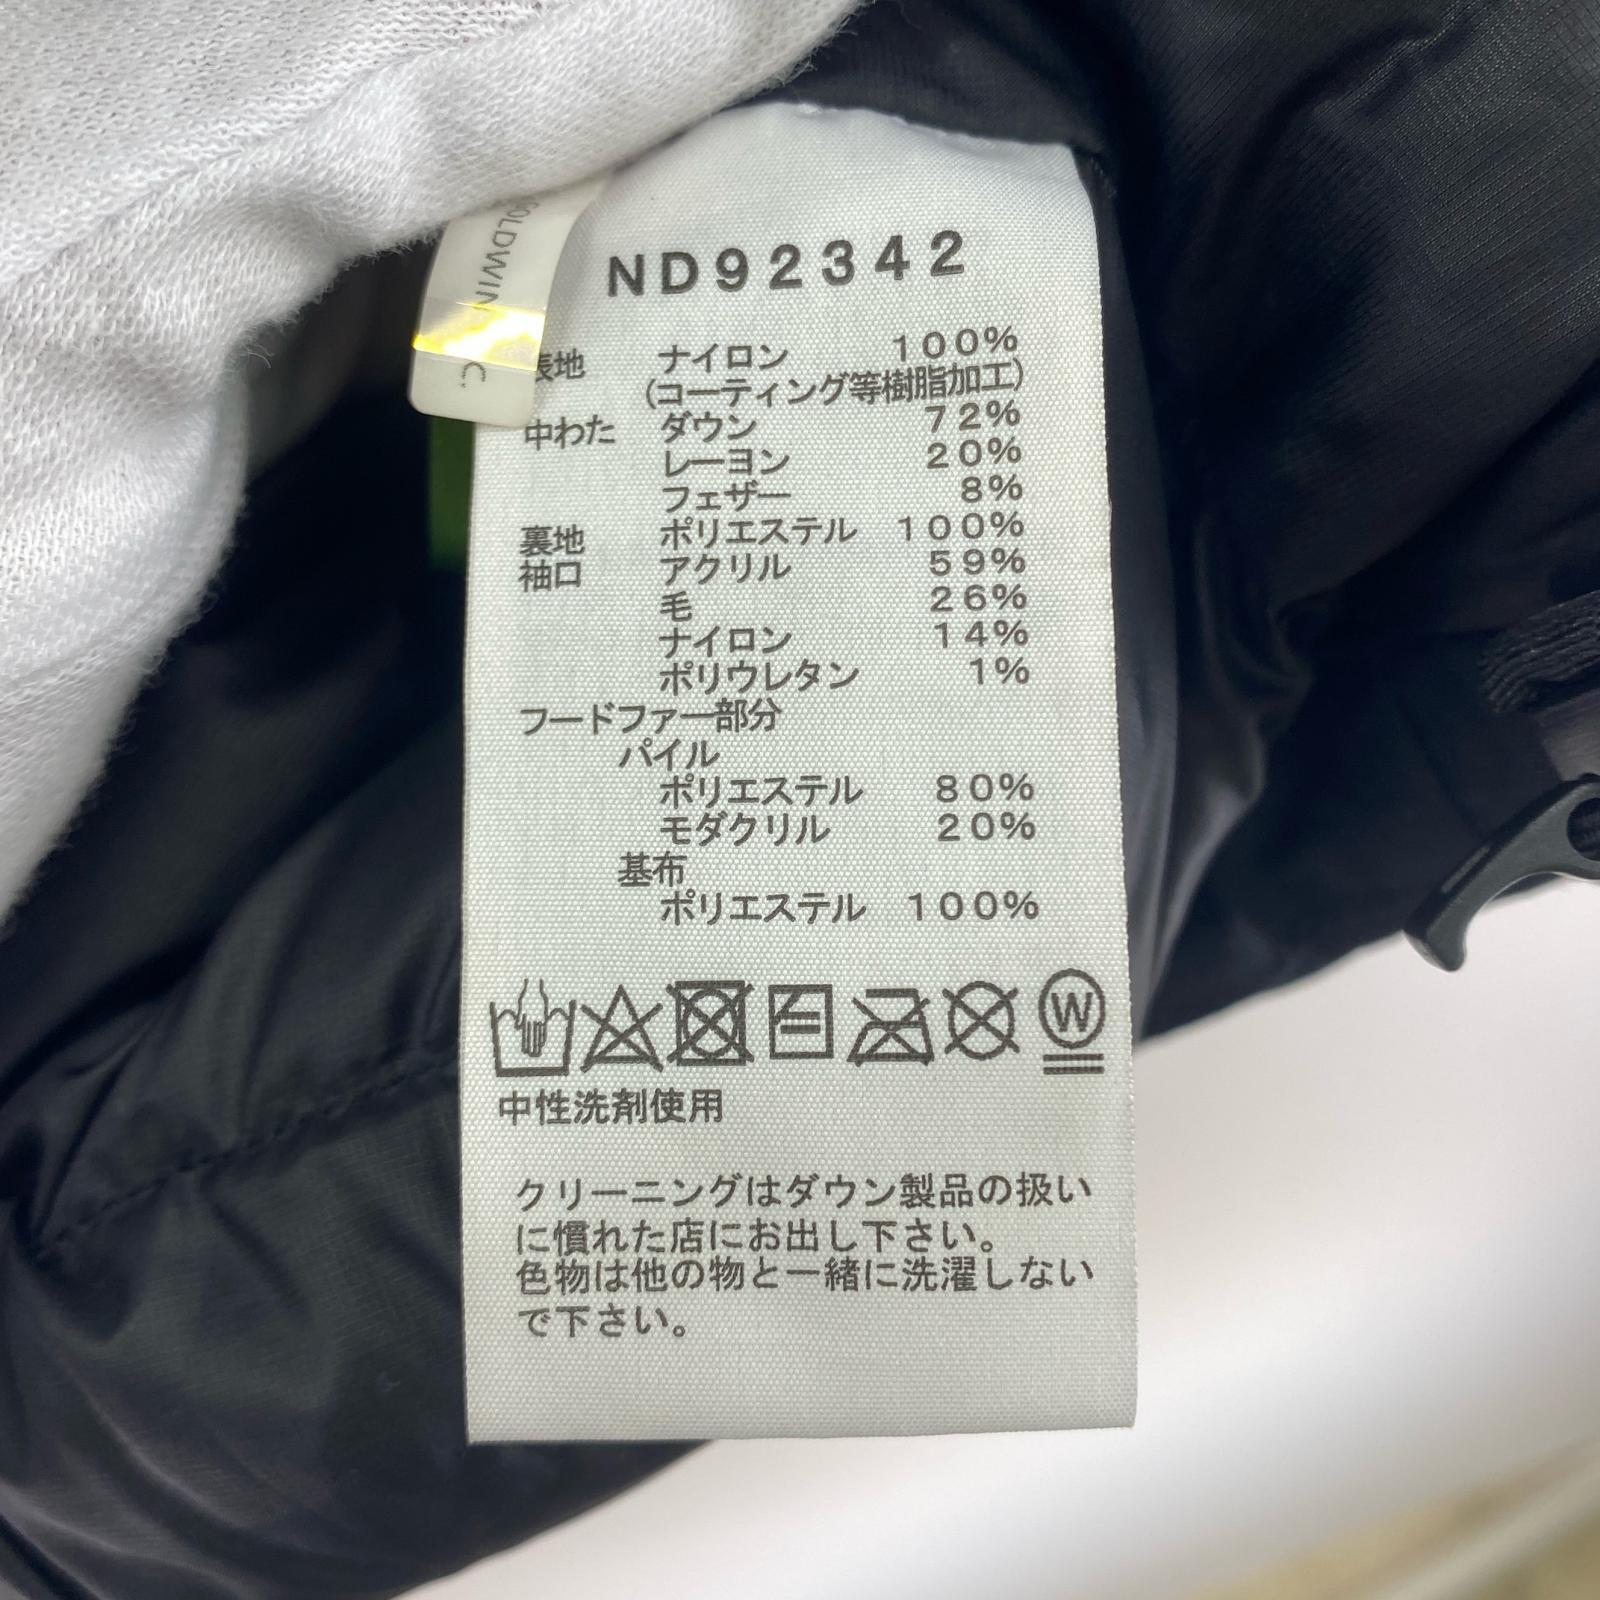 GOLDWIN
C.
ND92342
表地 ナイロン 100%
(コーティング等樹脂加工)
中わた ダウン 72%
レーヨン 20%
フェザー 8%
裏地 ポリエステル 100%
袖口 アクリル 59%
毛 26%
ナイロン 14%
ポリウレタン 1%
フードファー部分
パイル
ポリエステル 80%
モダクリル 20%
基布
ポリエステル 100%
W
中性洗剤使用
クリーニングはダウン製品の扱い
に慣れた店にお出し下さい。
色物は他の物と一緒に洗濯しない
で下さい。